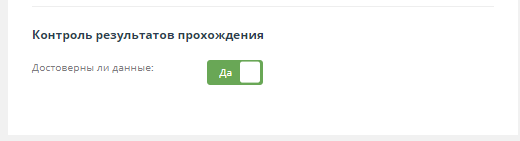 Контроль результатов прохождения
Достоверны ли данные:
Да